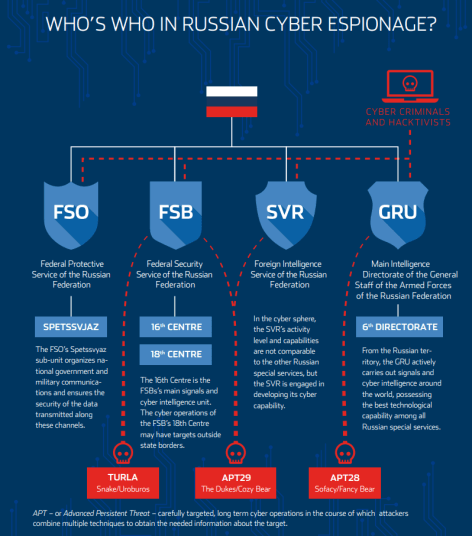 WHO'S WHO IN RUSSIAN CYBER ESPIONAGE?
CYBER CRIMINALS
AND HACKTIVISTS
FSO
Federal Protective
Service of the Russian
Federation
SPETSSVJAZ
The FSO's Spetssvyaz
sub-unit organizes na-
tional government and
military communica-
tions and ensures the
security of the data
transmitted along
these channels.
FSB
Federal Security
Service of the Russian
Federation
16th CENTRE
18th CENTRE
The 16th Centre is the
FSBs's main signals and
cyber intelligence unit.
The cyber operations of
the FSB's 18th Centre
may have targets outside
state borders.
SVR
Foreign Intelligence
Service of the Russian
Federation
In the cyber sphere,
the SVR's activity
level and capabilities
are not comparable
to the other Russian
special services, but
the SVR is engaged in
developing its cyber
capability.
GRU
Main Intelligence
Directorate of the General
Staff of the Armed Forces
of the Russian Federation
6th DIRECTORATE
From the Russian ter-
ritory, the GRU actively
carries out signals and
cyber intelligence around
the world, possessing
the best technological
capability among all
Russian special services.
TURLA
Snake/Uroburos
APT29
The Dukes/Cozy Bear
APT28
Sofacy/Fancy Bear
APT – or Advanced Persistent Threat – carefully targeted, long term cyber operations in the course of which attackers
combine multiple techniques to obtain the needed information about the target.